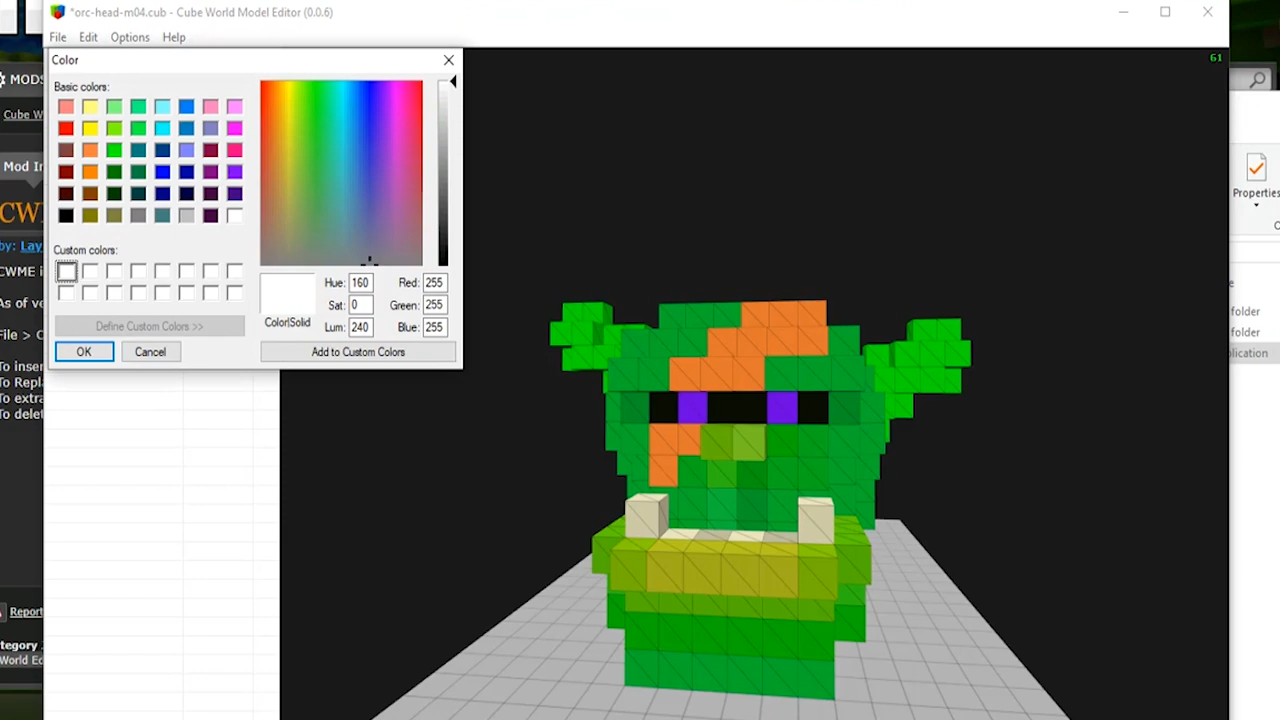 *orc-head-m04.cub - Cube World Model Editor (0.0.6)
File Edit Options Help
61
Color
Basic colors:
Custom colors:
Hue: 160 Red: 255
Sat: 0 Green: 255
Color|Solid
Lum: 240 Blue: 255
Define Custom Colors >>
Add to Custom Colors
OK Cancel
MODS
Cube W
Mod In
CWM
by: Lay
CWME i
As of ve
File > C
To inser
To Repl
To extra
To delet
Report
tegory
World Ed
Properties
folder
folder
lication